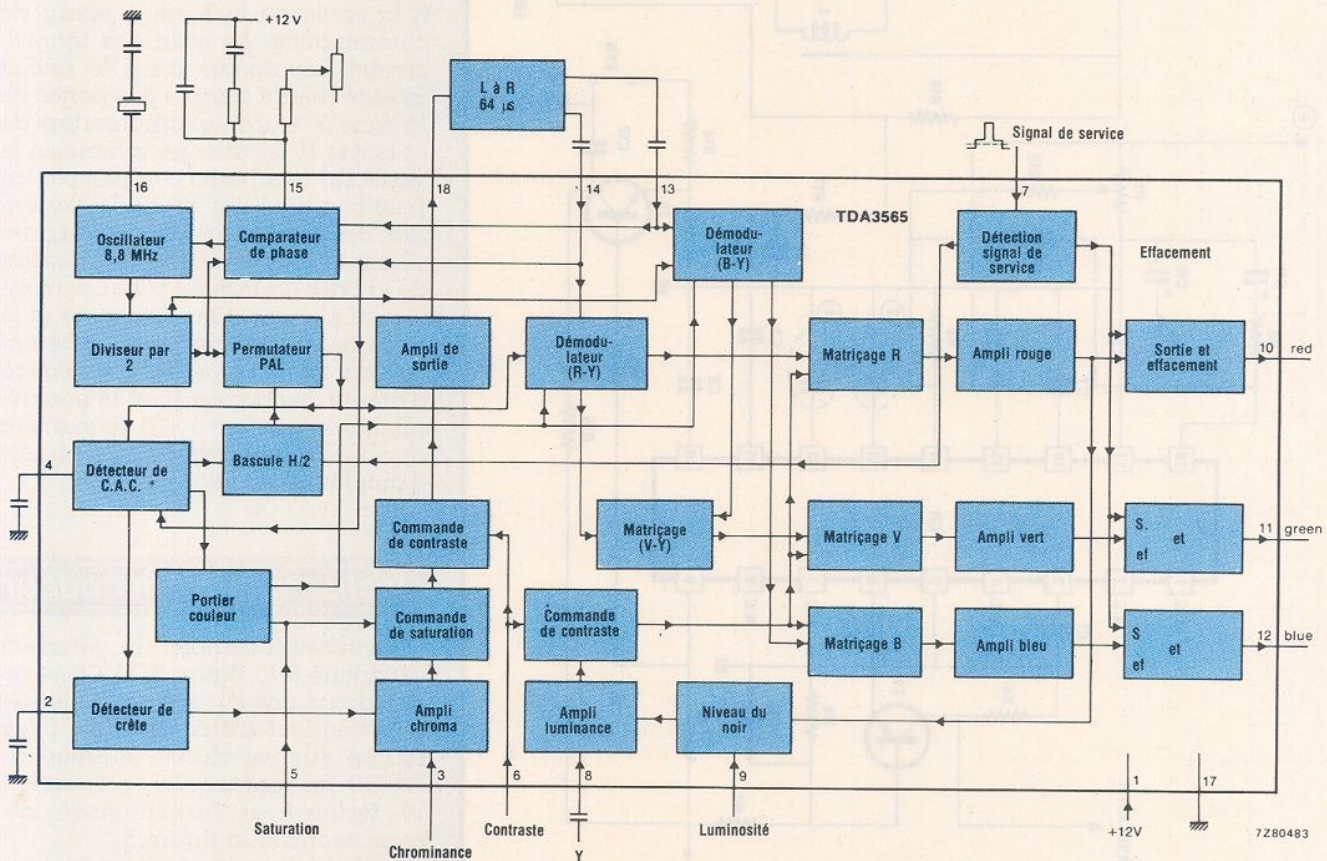 +12 V
L à R
64 µs
Signal de service
16
15
18
14
13
7
TDA3565
Oscillateur
8,8 MHz
Comparateur
de phase
Démodu-
lateur
(B-Y)
Détection
signal de
service
Effacement
Diviseur par
2
Permutateur
PAL
Ampli de
sortie
Démodu-
lateur
(R-Y)
Matriçage R
Ampli rouge
Sortie et
effacement
10
red
4
Détecteur de
C.A.C. *
Bascule H/2
Commande
de contraste
Matriçage
(V-Y)
Matriçage V
Ampli vert
S. et
ef
11
green
Portier
couleur
Commande
de saturation
Commande
de contraste
Matriçage B
Ampli bleu
S et
ef
12
blue
2
Détecteur de
crête
Ampli
chroma
Ampli
luminance
Niveau du
noir
5
3
6
8
9
1
17
Saturation
Contraste
Luminosité
+12V
7Z80483
Chrominance
Y